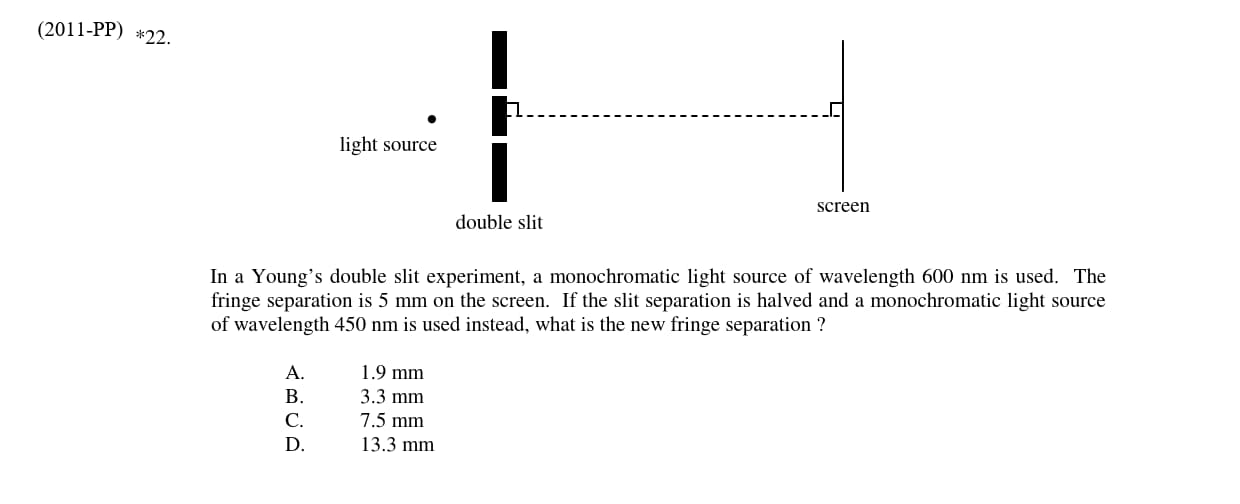 (2011-PP) *22.
light source
screen
double slit
In a Young’s double slit experiment, a monochromatic light source of wavelength 600 nm is used. The
fringe separation is 5 mm on the screen. If the slit separation is halved and a monochromatic light source
of wavelength 450 nm is used instead, what is the new fringe separation ?
A. 1.9 mm
B. 3.3 mm
C. 7.5 mm
D. 13.3 mm